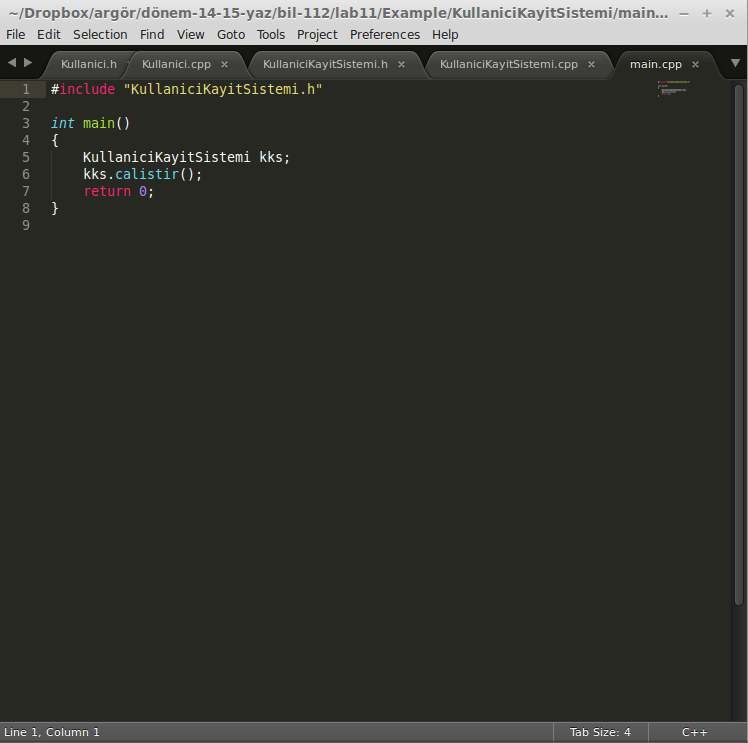 ~/Dropbox/argör/dönem-14-15-yaz/bil-112/lab11/Example/KullaniciKayitSistemi/main...
File Edit Selection Find View Goto Tools Project Preferences Help
Kullanici.h Kullanici.cpp KullaniciKayitSistemi.h KullaniciKayitSistemi.cpp main.cpp
1 #include "KullaniciKayitSistemi.h"
2
3 int main()
4 {
5     KullaniciKayitSistemi kks;
6     kks.calistir();
7     return 0;
8 }
9
Line 1, Column 1 Tab Size: 4 C++